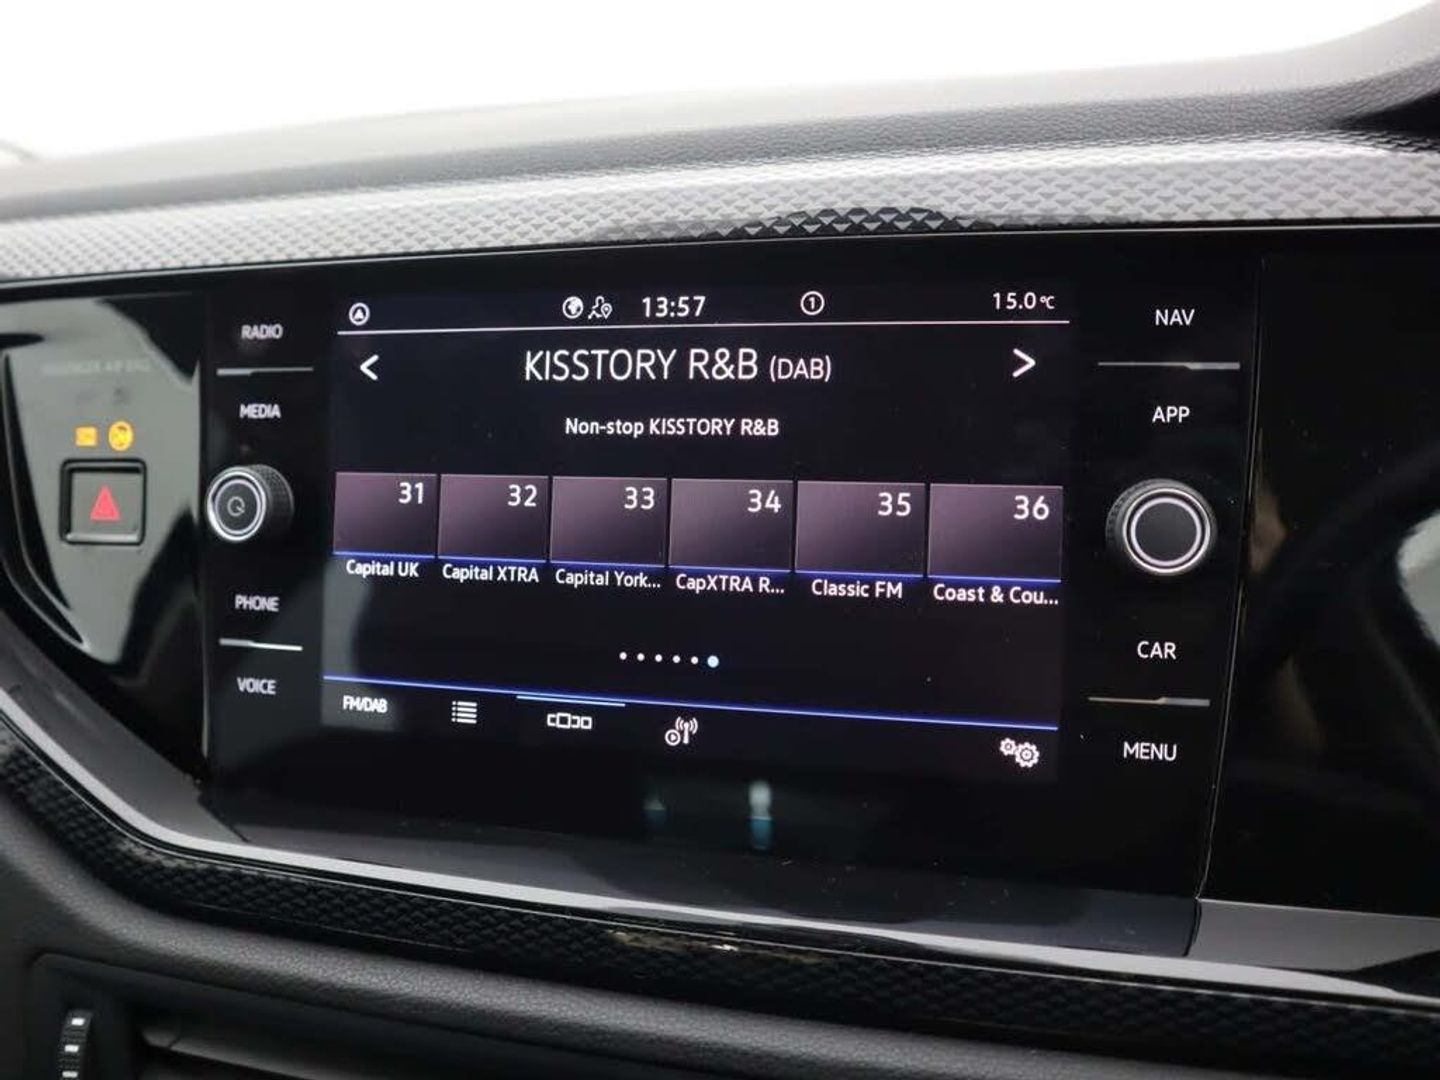 RADIO
MEDIA
PHONE
VOICE
13:57
1
15.0°C
< KISSTORY R&B (DAB) >
Non-stop KISSTORY R&B
31 32 33 34 35 36
Capital UK Capital XTRA Capital York... CapXTRA R... Classic FM Coast & Cou...
FM/DAB
NAV
APP
CAR
MENU